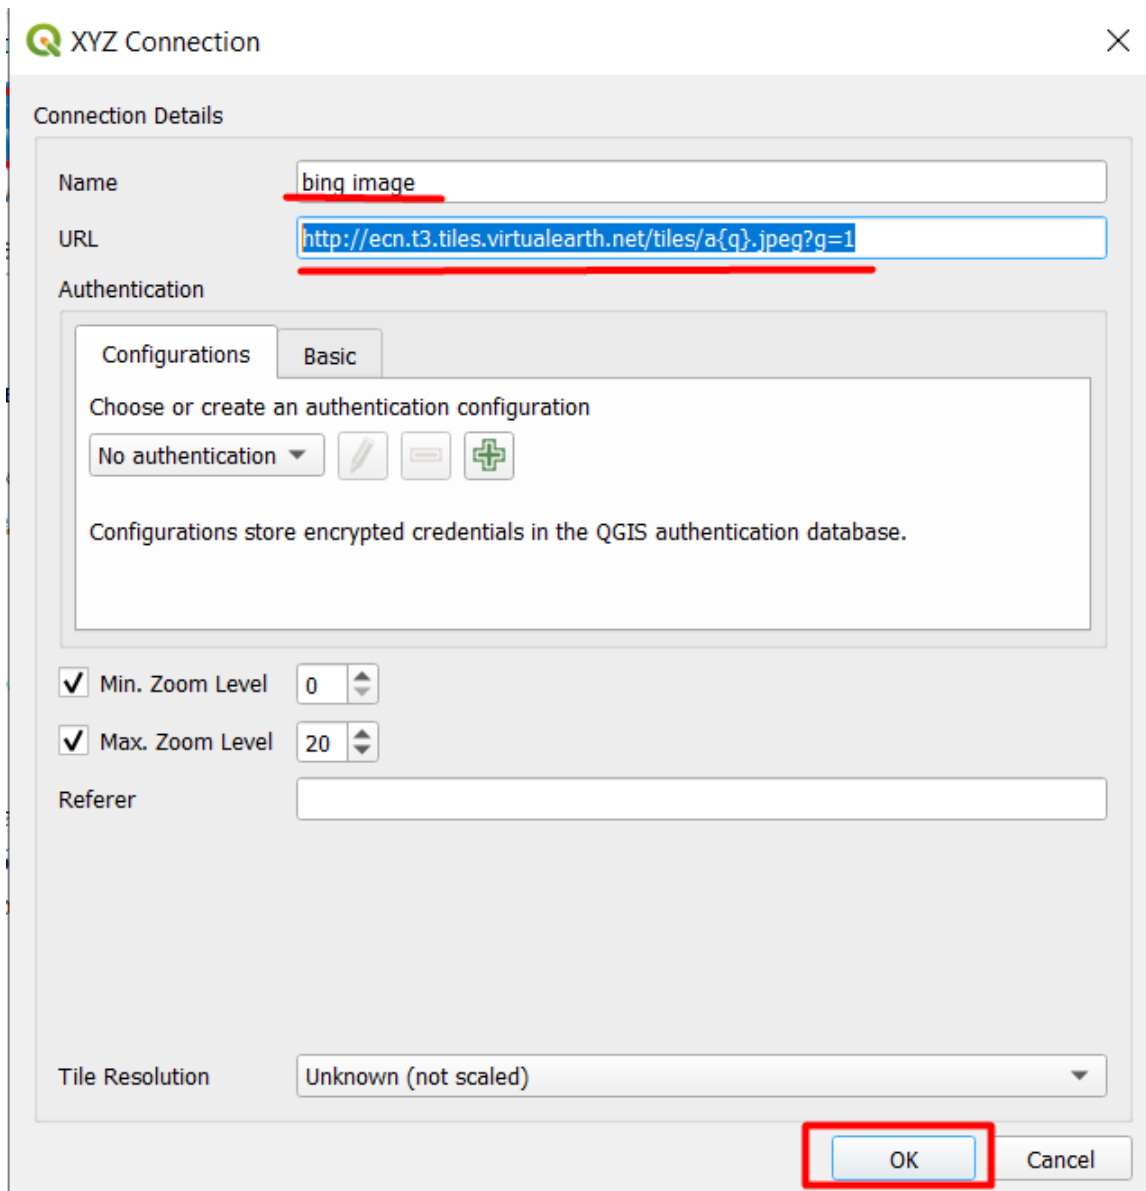 XYZ Connection
Connection Details
Name
bing image
URL
http://ecn.t3.tiles.virtualearth.net/tiles/a{q}.jpeg?g=1
Authentication
Configurations
Basic
Choose or create an authentication configuration
No authentication
Configurations store encrypted credentials in the QGIS authentication database.
Min. Zoom Level
0
Max. Zoom Level
20
Referer
Tile Resolution
Unknown (not scaled)
OK
Cancel